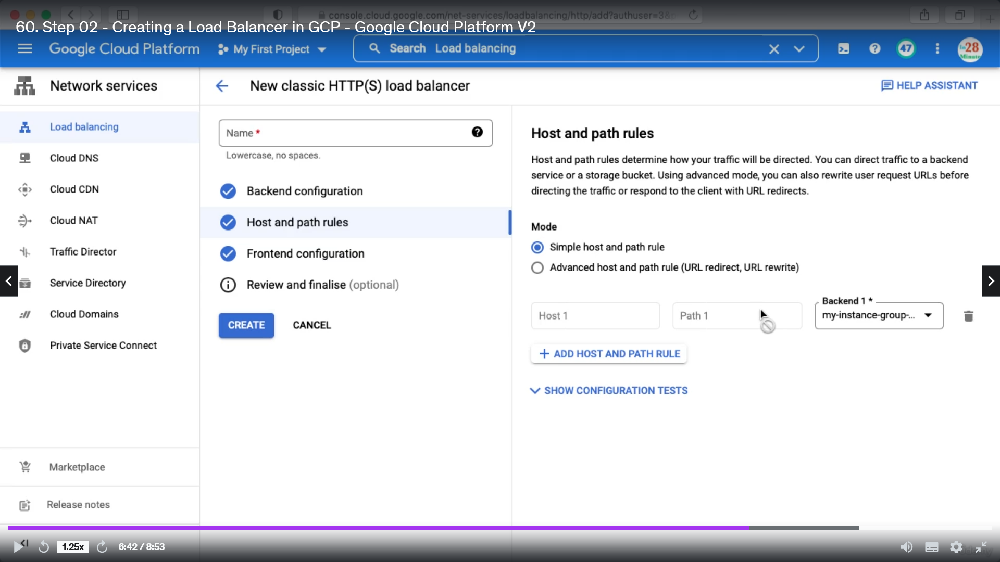 console.cloud.google.com/net-services/loadbalancing/http/add?authuser=3&p
60. Step 02 - Creating a Load Balancer in GCP - Google Cloud Platform V2
Google Cloud Platform
My First Project
Search Load balancing
47
in28
Minute
Network services
New classic HTTP(S) load balancer
HELP ASSISTANT
Load balancing
Cloud DNS
Cloud CDN
Cloud NAT
Traffic Director
Service Directory
Cloud Domains
Private Service Connect
Marketplace
Release notes
Name *
Lowercase, no spaces.
Backend configuration
Host and path rules
Frontend configuration
Review and finalise (optional)
CREATE
CANCEL
Host and path rules
Host and path rules determine how your traffic will be directed. You can direct traffic to a backend
service or a storage bucket. Using advanced mode, you can also rewrite user request URLs before
directing the traffic or respond to the client with URL redirects.
Mode
Simple host and path rule
Advanced host and path rule (URL redirect, URL rewrite)
Host 1
Path 1
Backend 1 *
my-instance-group-...
+ ADD HOST AND PATH RULE
SHOW CONFIGURATION TESTS
1.25x
6:42 / 8:53